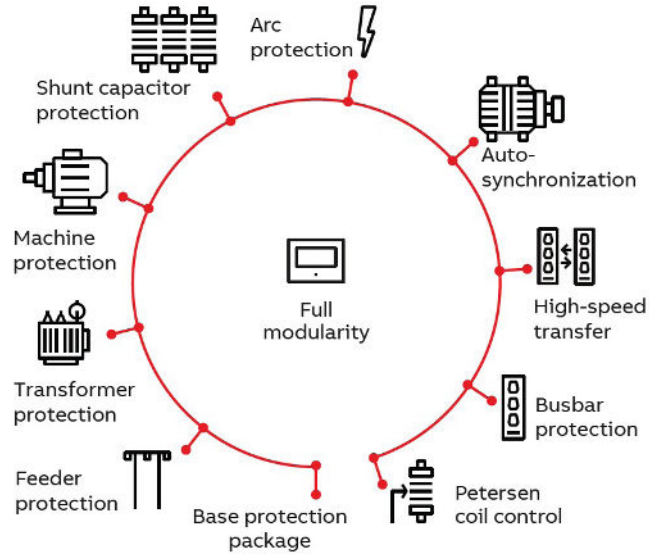 Arc
protection
Shunt capacitor
protection
Auto-
synchronization
Machine
protection
High-speed
transfer
Full
modularity
Transformer
protection
Busbar
protection
Feeder
protection
Base protection
package
Petersen
coil control